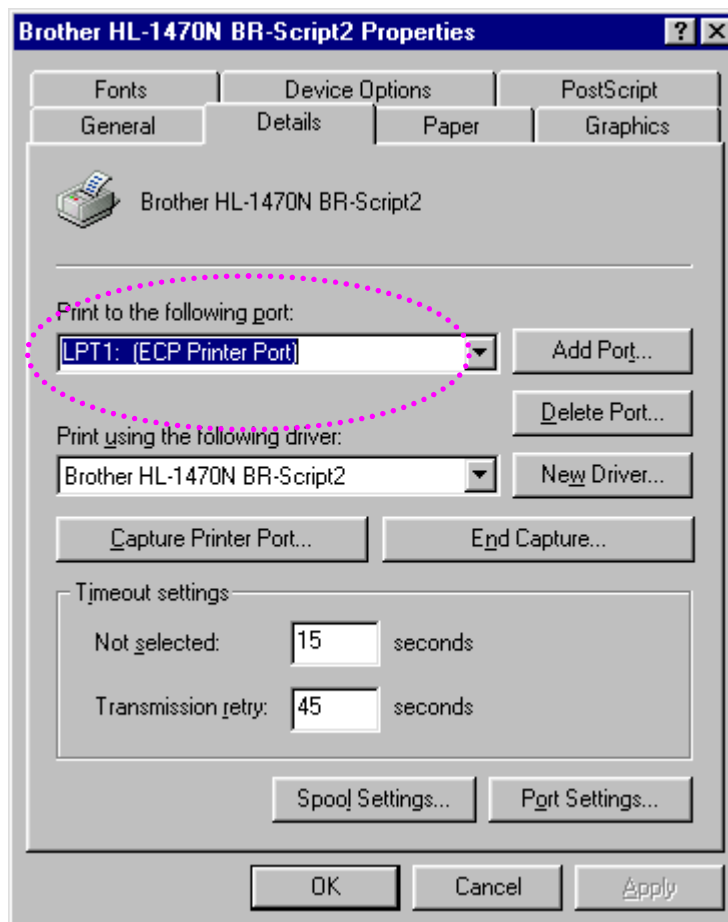 Brother HL-1470N BR-Script2 Properties
Fonts Device Options PostScript
General Details Paper Graphics
Brother HL-1470N BR-Script2
Print to the following port:
LPT1: (ECP Printer Port) Add Port...
Delete Port...
Print using the following driver:
Brother HL-1470N BR-Script2 New Driver...
Capture Printer Port... End Capture...
Timeout settings
Not selected: 15 seconds
Transmission retry: 45 seconds
Spool Settings... Port Settings...
OK Cancel Apply